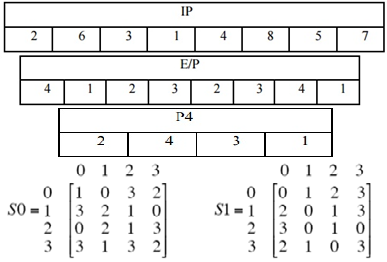 IP
2 6 3 1 4 8 5 7
E/P
4 1 2 3 2 3 4 1
P4
2 4 3 1
0 1 2 3 0 1 2 3
0 [1 0 3 2] 0 [0 1 2 3]
S0 = 1 [3 2 1 0] S1 = 1 [2 0 1 3]
2 [0 2 1 3] 2 [3 0 1 0]
3 [3 1 3 2] 3 [2 1 0 3]